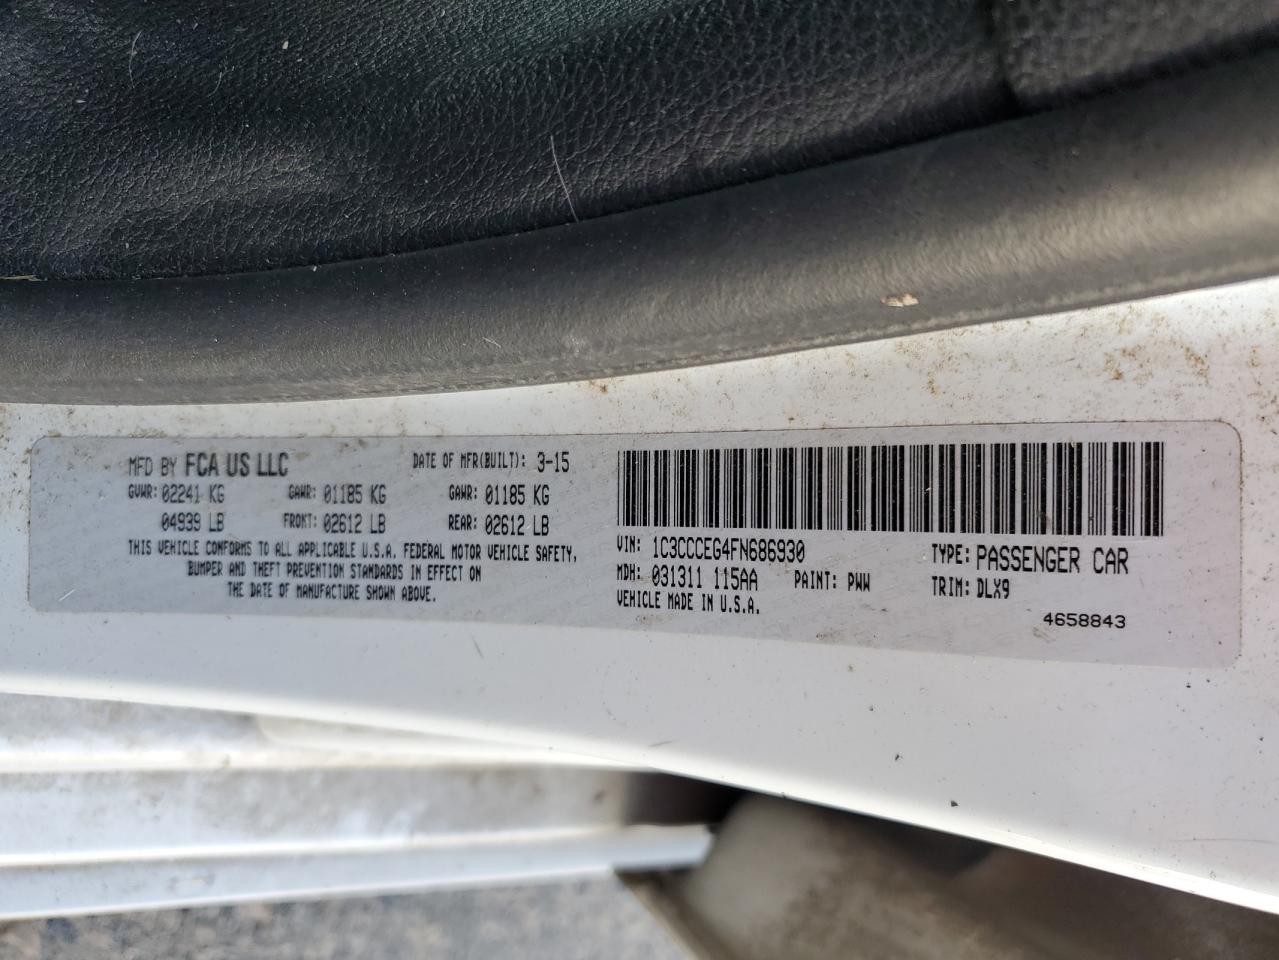 MFD BY FCA US LLC DATE OF MFR(BUILT): 3-15
GVWR: 02241 KG GAWR: 01185 KG GAWR: 01185 KG
04939 LB FRONT: 02612 LB REAR: 02612 LB
THIS VEHICLE CONFORMS TO ALL APPLICABLE U.S.A. FEDERAL MOTOR VEHICLE SAFETY,
BUMPER AND THEFT PREVENTION STANDARDS IN EFFECT ON
THE DATE OF MANUFACTURE SHOWN ABOVE.
VIN: 1C3CCCEG4FN686930 TYPE: PASSENGER CAR
MDH: 031311 115AA PAINT: PWW TRIM: DLX9
VEHICLE MADE IN U.S.A.
4658843